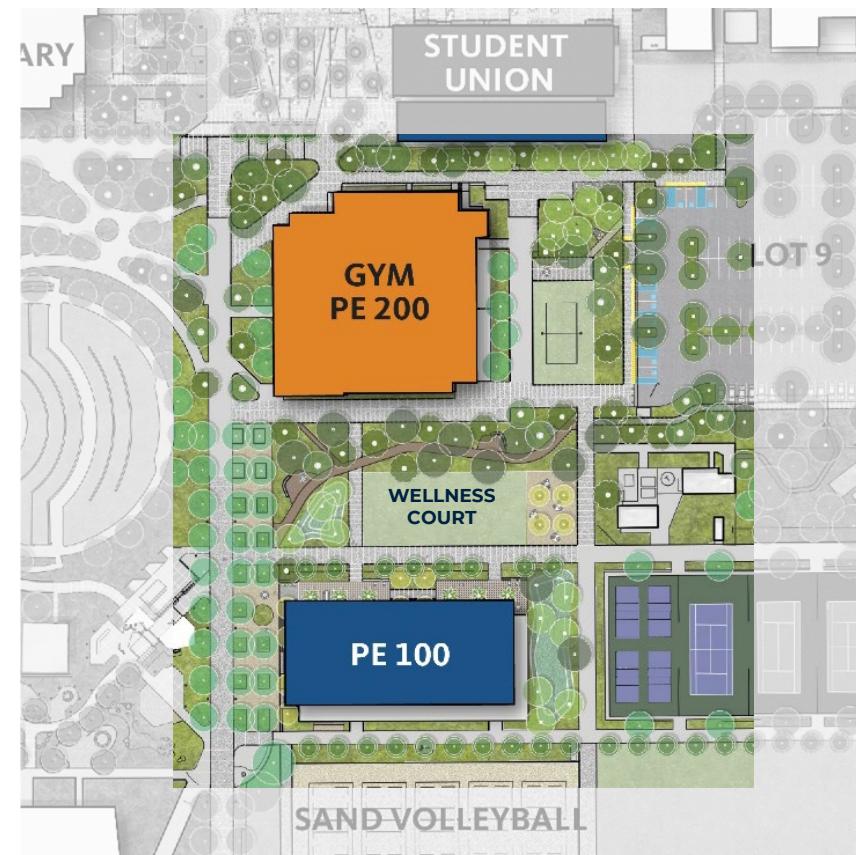 ARY
STUDENT
UNION
GYM
PE 200
LOT 9
WELLNESS
COURT
PE 100
SAND VOLLEYBALL